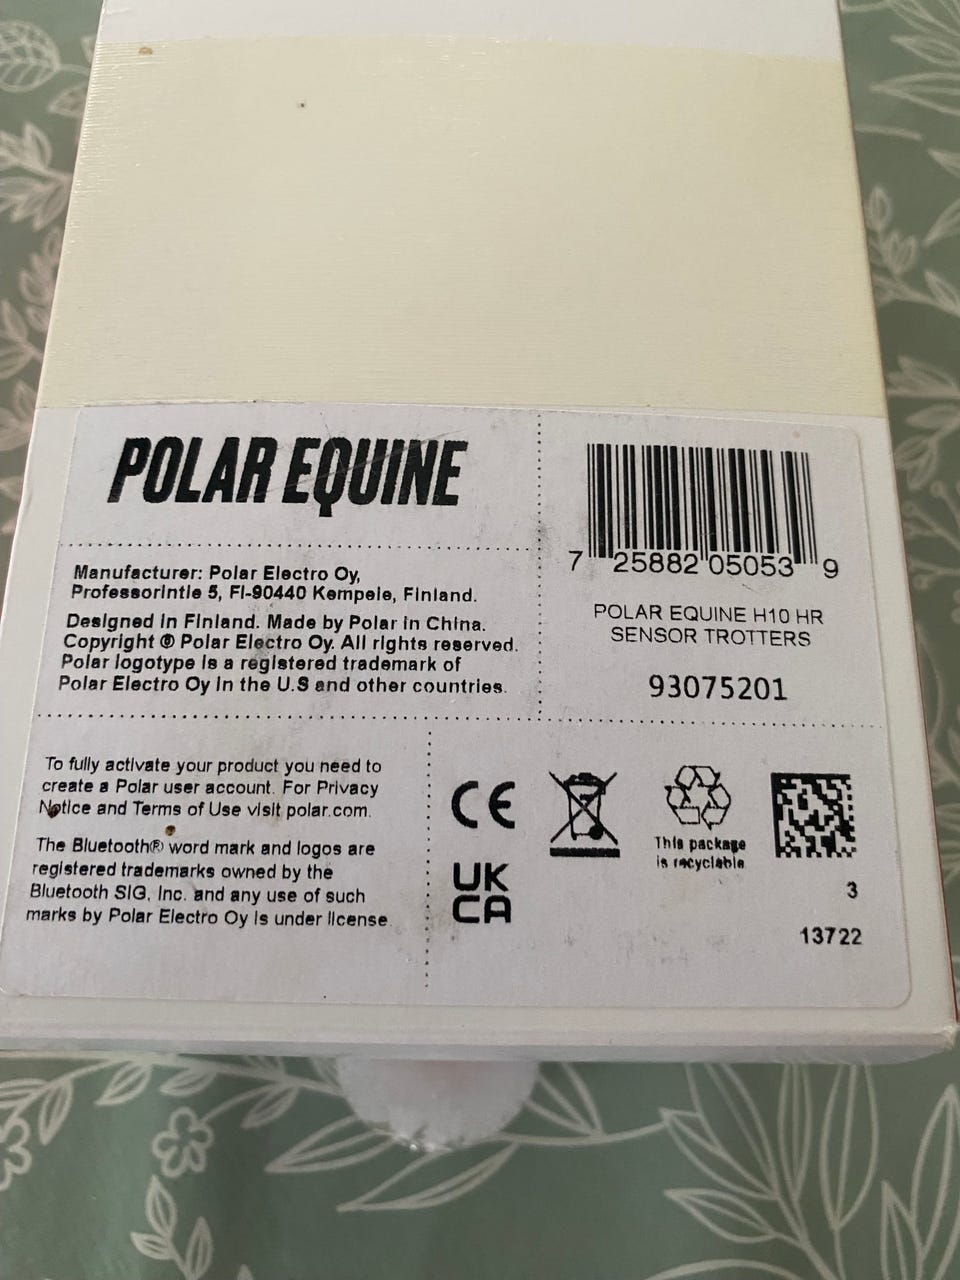 POLAR EQUINE
Manufacturer: Polar Electro Oy,
Professorintie 5, FI-90440 Kempele, Finland.
Designed in Finland. Made by Polar in China.
Copyright ® Polar Electro Oy. All rights reserved.
Polar logotype is a registered trademark of
Polar Electro Oy in the U.S and other countries.
7 25882 05053 9
POLAR EQUINE H10 HR
SENSOR TROTTERS
93075201
To fully activate your product you need to
create a Polar user account. For Privacy
Notice and Terms of Use visit polar.com.
The Bluetooth® word mark and logos are
registered trademarks owned by the
Bluetooth SIG, Inc. and any use of such
marks by Polar Electro Oy is under license.
CE
UK
CA
This package
is recyclable
3
13722